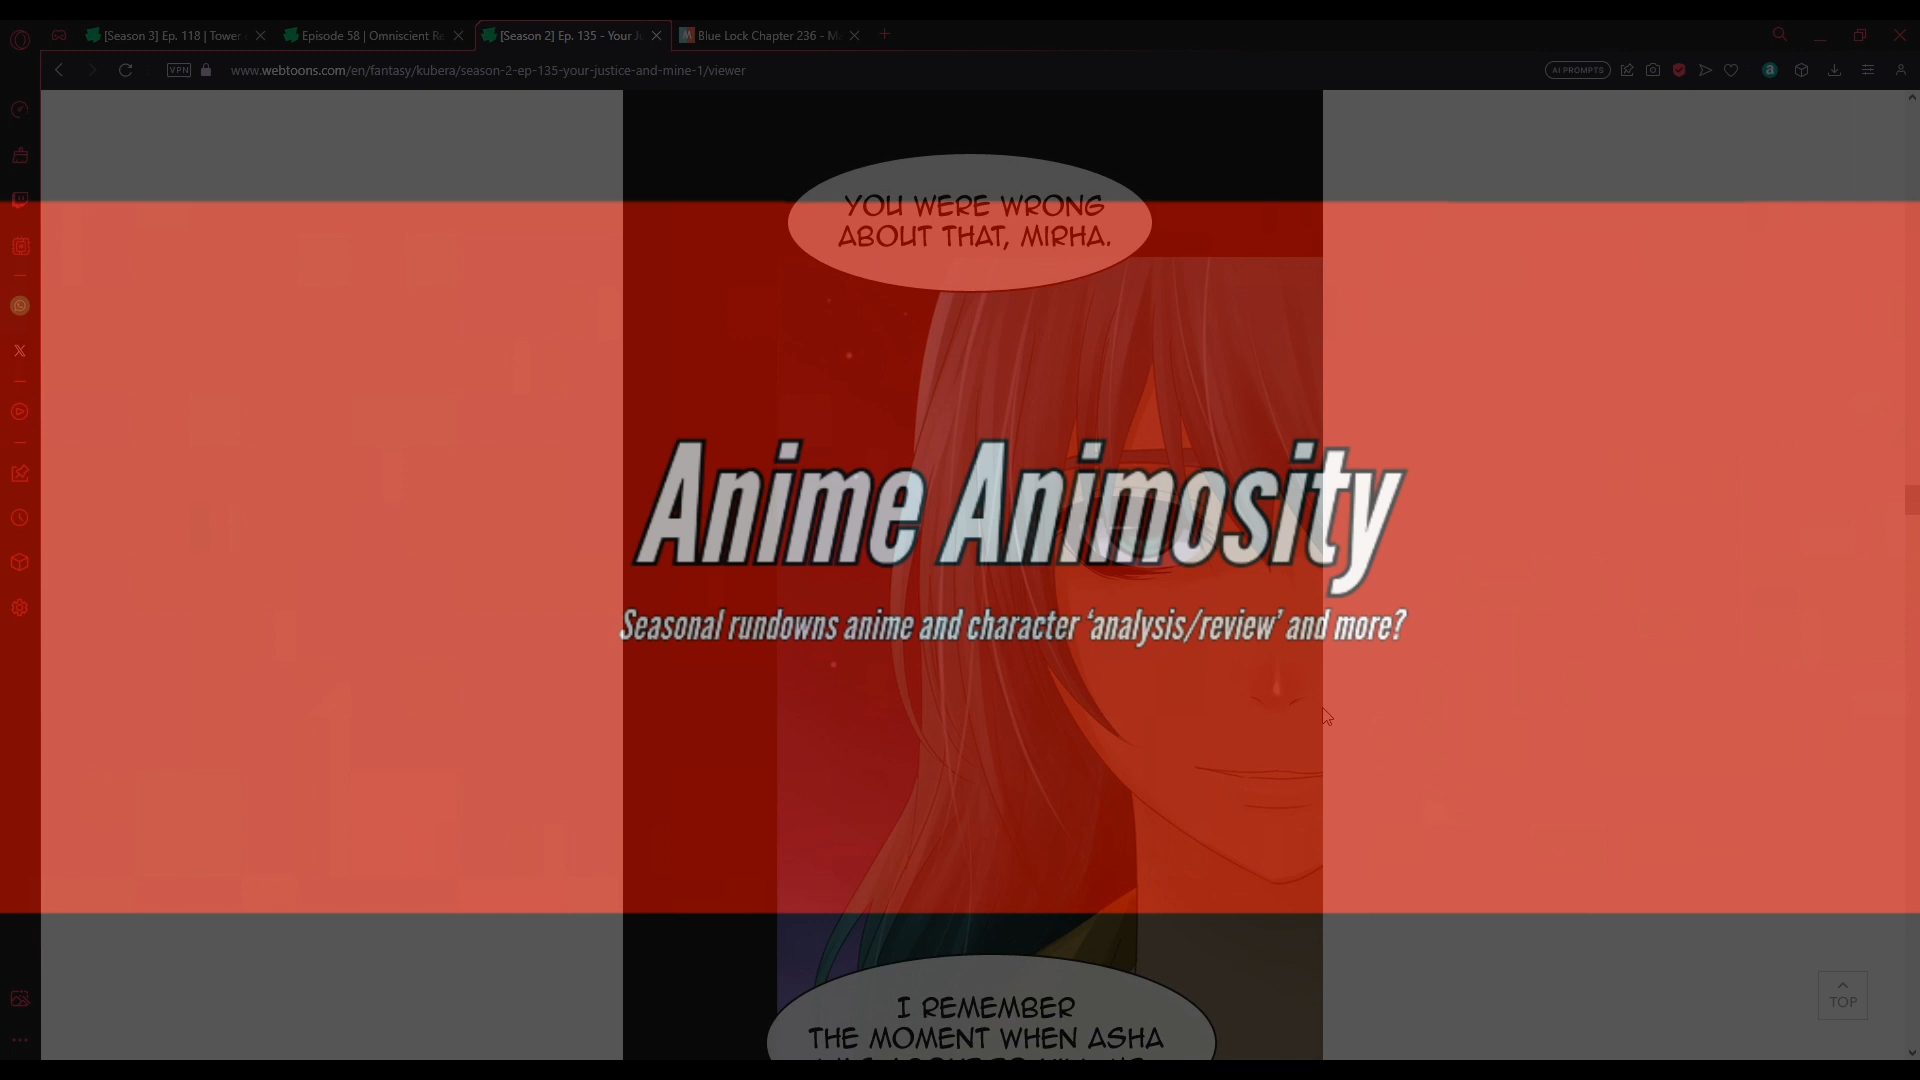 [Season 3] Ep. 118 | Tower
Episode 58 | Omniscient Re
[Season 2] Ep. 135 - Your Ju
Blue Lock Chapter 236 - M
VPN
www.webtoons.com/en/fantasy/kubera/season-2-ep-135-your-justice-and-mine-1/viewer
AI PROMPTS
YOU WERE WRONG
ABOUT THAT, MIRHA.
Anime Animosity
Seasonal rundowns anime and character ‘analysis/review’ and more?
I REMEMBER
THE MOMENT WHEN ASHA
TOP